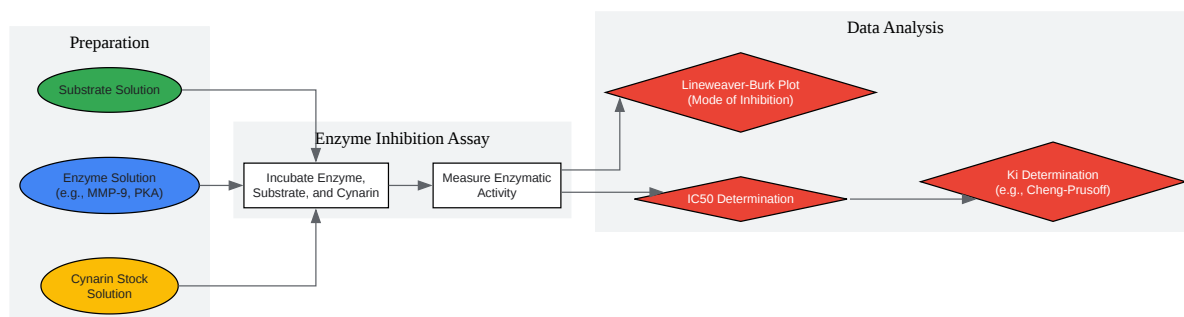 Preparation
Substrate Solution
Enzyme Solution
(e.g., MMP-9, PKA)
Cynarin Stock
Solution
Enzyme Inhibition Assay
Incubate Enzyme,
Substrate, and Cynarin
Measure Enzymatic
Activity
Data Analysis
Lineweaver-Burk Plot
(Mode of Inhibition)
IC50 Determination
Ki Determination
(e.g., Cheng-Prusoff)